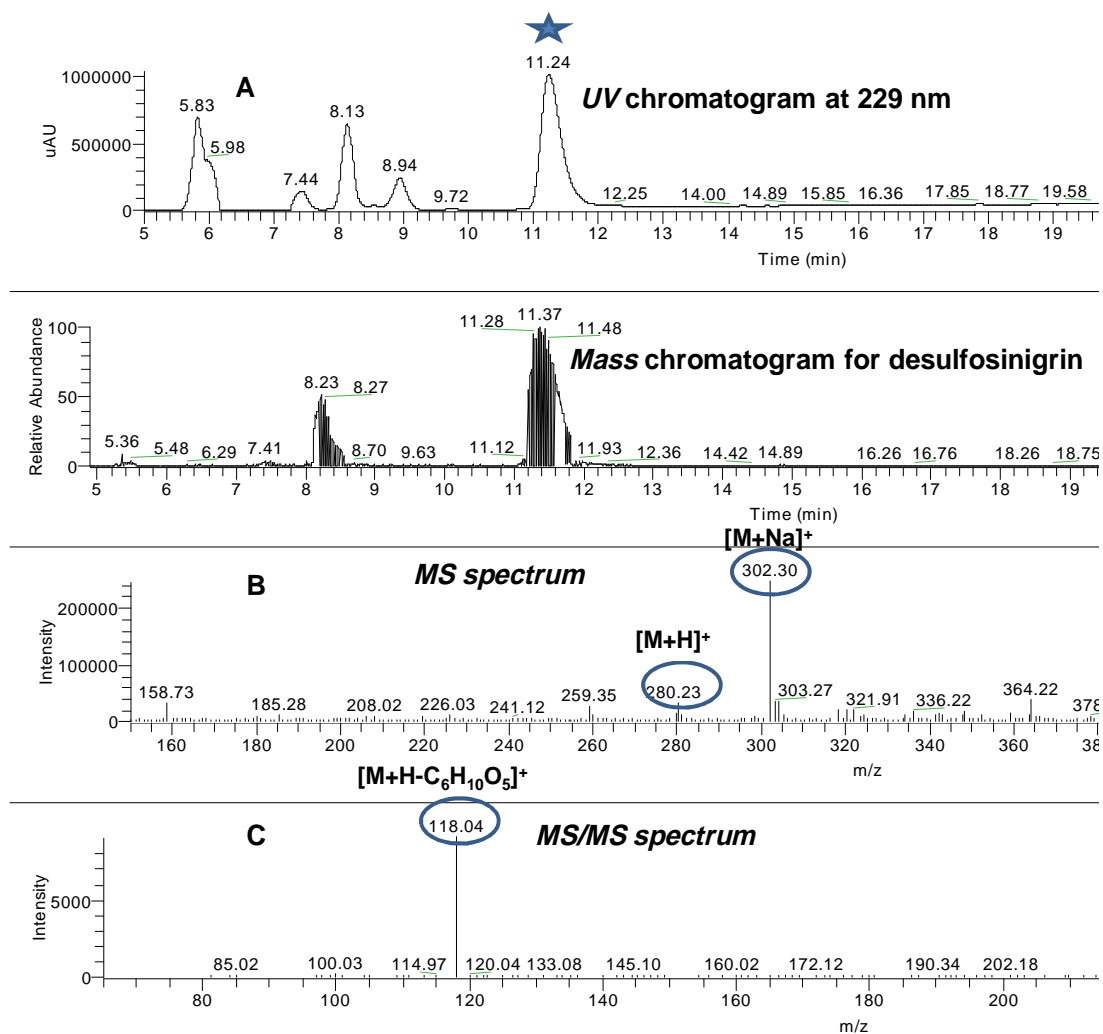 11.24
1000000
A
UV chromatogram at 229 nm
5.83
8.13
uAU
500000
5.98
8.94
7.44
9.72
12.25 14.00 14.89 15.85 16.36 17.85 18.77 19.58
0
5 6 7 8 9 10 11 12 13 14 15 16 17 18 19
Time (min)
100
11.28 11.37 11.48
Mass chromatogram for desulfosinigrin
Relative Abundance
50
8.23 8.27
5.36 5.48 6.29 7.41 8.70 9.63 11.12 11.93 12.36 14.42 14.89 16.26 16.76 18.26 18.75
0
5 6 7 8 9 10 11 12 13 14 15 16 17 18 19
Time (min)
[M+Na]+
302.30
B
MS spectrum
200000
Intensity
[M+H]+
100000
158.73 185.28 208.02 226.03 241.12 259.35 280.23 303.27 321.91 336.22 364.22 378
0
160 180 200 220 240 260 280 300 320 340 360 380
m/z
[M+H-C6H10O5]+
118.04
C
MS/MS spectrum
Intensity
5000
85.02 100.03 114.97 120.04 133.08 145.10 160.02 172.12 190.34 202.18
0
80 100 120 140 160 180 200
m/z